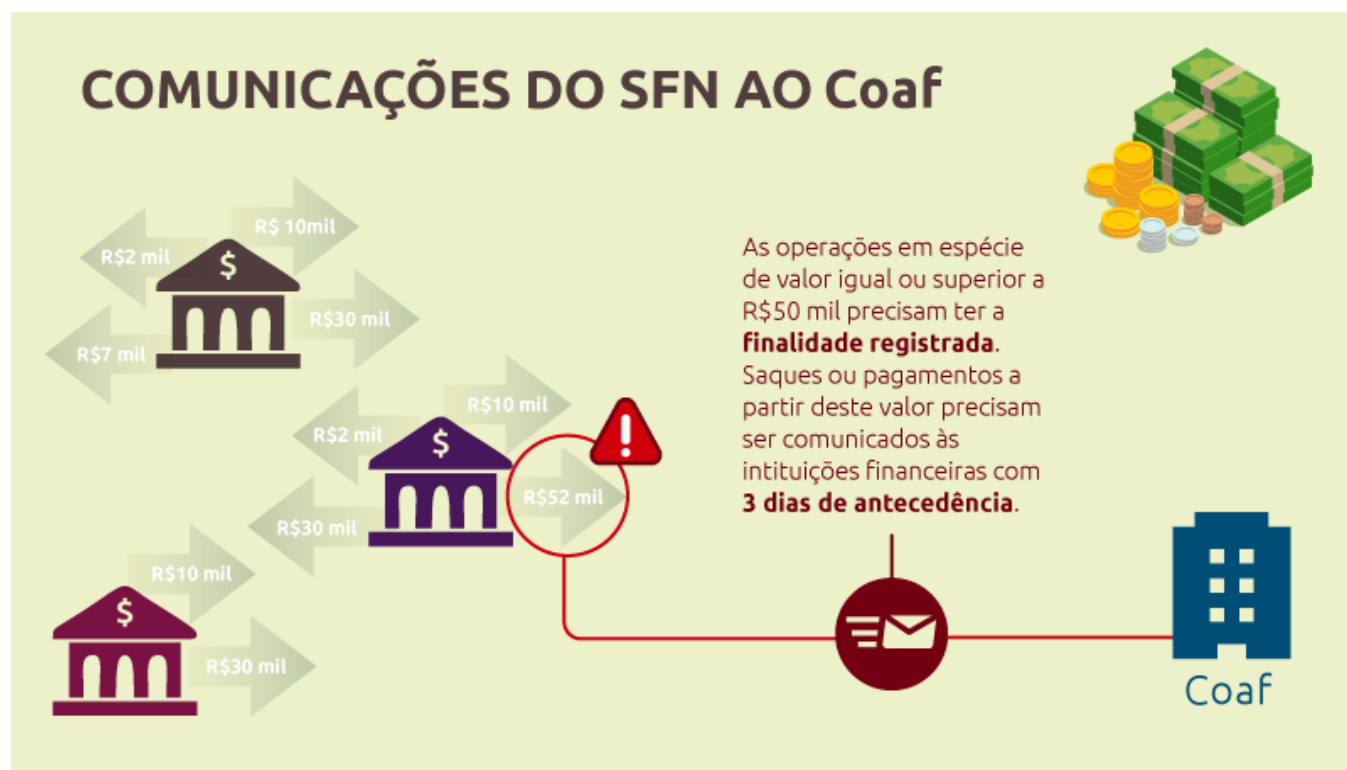 COMUNICAÇÕES DO SFN AO Coaf
R$ 10mil
R$2 mil
$
R$30 mil
R$7 mil
As operações em espécie
de valor igual ou superior a
R$50 mil precisam ter a
finalidade registrada.
Saques ou pagamentos a
partir deste valor precisam
ser comunicados às
intituições financeiras com
3 dias de antecedência.
R$10 mil
R$2 mil
$
R$52 mil
R$30 mil
R$10 mil
$
R$30 mil
Coaf